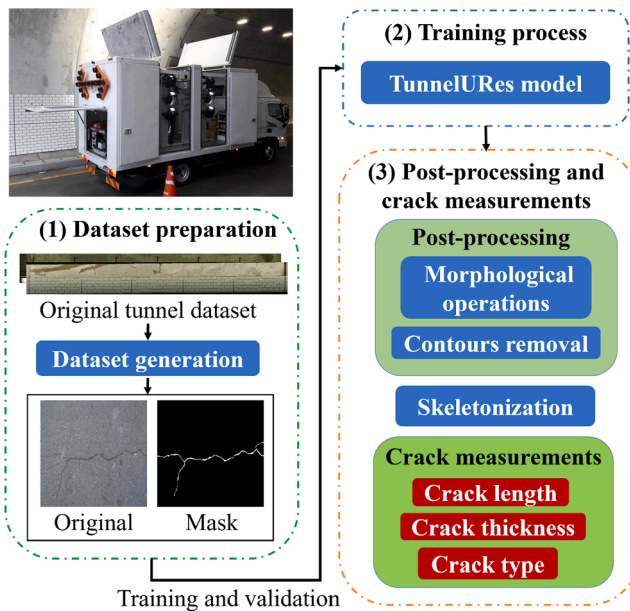 (1) Dataset preparation
Original tunnel dataset
Dataset generation
Original
Mask
Training and validation
(2) Training process
TunnelURes model
(3) Post-processing and
crack measurements
Post-processing
Morphological
operations
Contours removal
Skeletonization
Crack measurements
Crack length
Crack thickness
Crack type